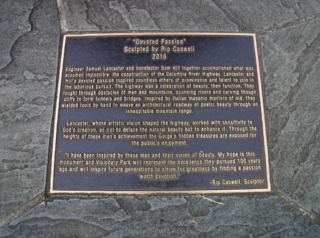 "Devoted Passion"
Sculpted by Rip Caswell
2016
Engineer Samuel Lancaster and benefactor Sam Hill together accomplished what was
assumed impossible: the construction of the Columbia River Highway. Lancaster and
Hill's devoted passion inspired countless others of prominence and talent to join in
the laborious pursuit. The highway was a celebration of beauty, then function. They
fought through obstacles of men and mountains, spanning rivers and carving though
cliffs to form tunnels and bridges. Inspired by Italian masonic masters of old, they
wielded tools by hand to weave an architectural roadway of poetic beauty through an
inhospitable mountain range.
Lancaster, whose artistic vision shaped the highway, worked with sensitivity to
God's creation, as not to deface the natural beauty but to enhance it. Through the
heights of these men's achievement the Gorge's hidden treasures are exposed for
the public's enjoyment.
"I have been inspired by these men and their vision of beauty. My hope is this
monument and Visionary Park will represent the excellence they pursued 100 years
ago and will inspire future generations to strive for greatness by finding a passion
worth devotion."
-Rip Caswell, Sculptor